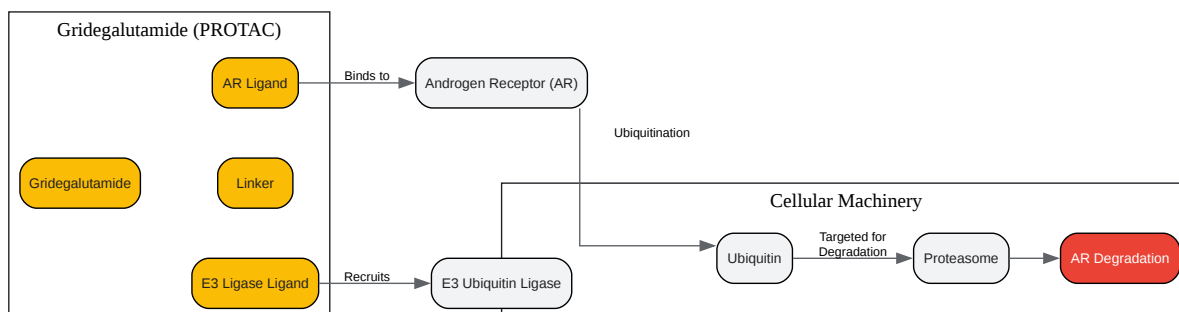 Gridegalutamide (PROTAC)
AR Ligand
Binds to
Androgen Receptor (AR)
Ubiquitination
Gridegalutamide
Linker
Cellular Machinery
Ubiquitin
Targeted for
Degradation
Proteasome
AR Degradation
E3 Ligase Ligand
Recruits
E3 Ubiquitin Ligase